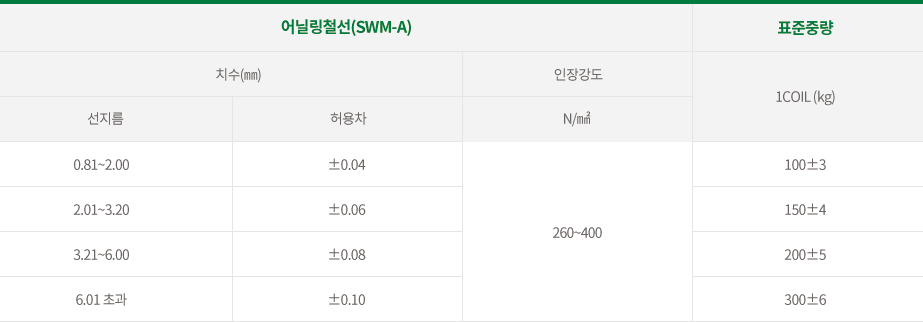 어닐링철선(SWM-A) 표준중량
치수(㎜) 인장강도 1COIL (kg)
선지름 허용차 N/㎟
0.81~2.00 ±0.04 260~400 100±3
2.01~3.20 ±0.06 150±4
3.21~6.00 ±0.08 200±5
6.01 초과 ±0.10 300±6